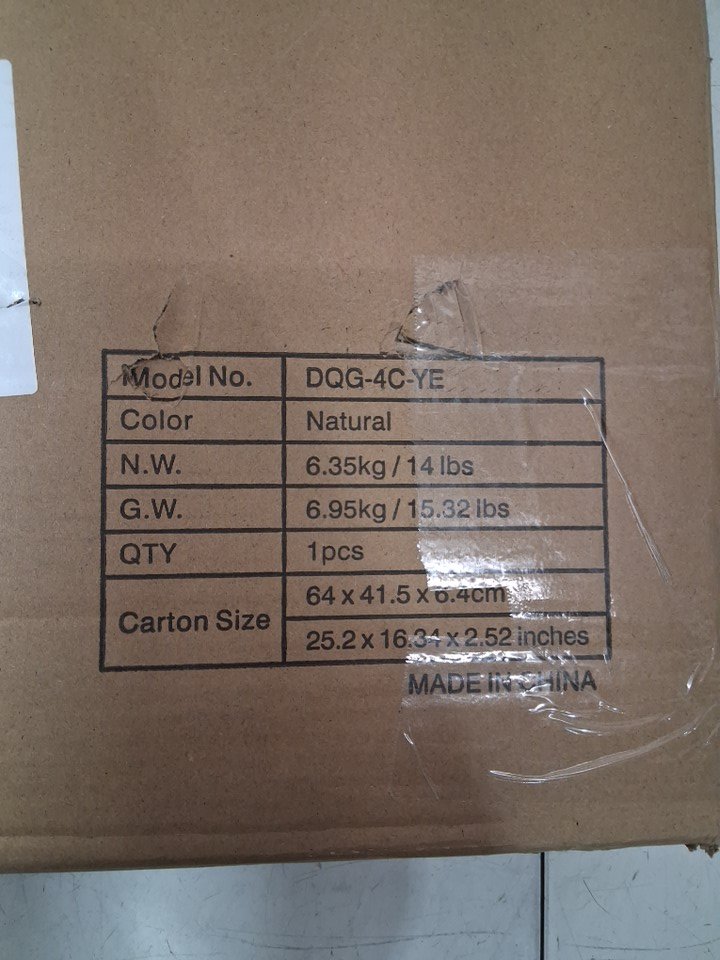 Model No. DQG-4C-YE
Color Natural
N.W. 6.35kg / 14 lbs
G.W. 6.95kg / 15.32 lbs
QTY 1pcs
Carton Size 64 x 41.5 x 6.4cm
25.2 x 16.34 x 2.52 inches
MADE IN CHINA